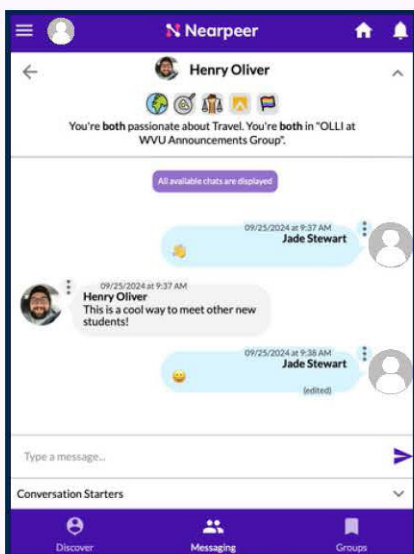 Nearpeer
Henry Oliver
You're both passionate about Travel. You're both in "OLLI at
WVU Announcements Group".
All available chats are displayed
09/25/2024 at 9:37 AM
Jade Stewart
09/25/2024 at 9:37 AM
Henry Oliver
This is a cool way to meet other new
students!
09/25/2024 at 9:38 AM
Jade Stewart
(edited)
Type a message...
Conversation Starters
Discover
Messaging
Groups